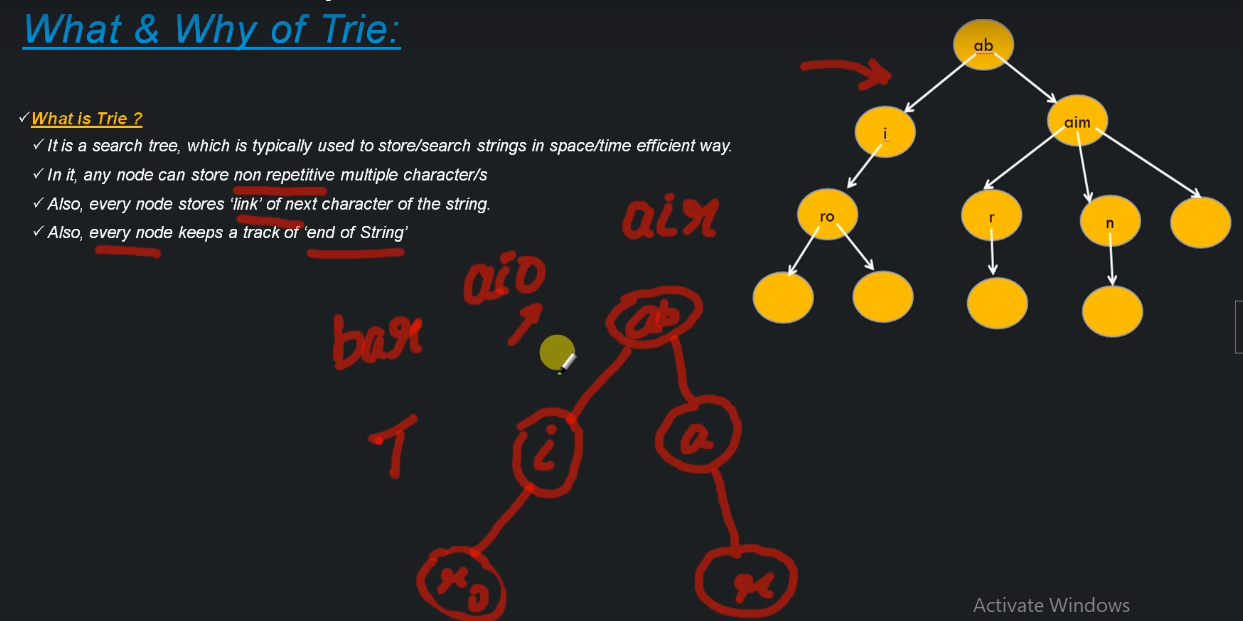 What & Why of Trie:
✓What is Trie ?
✓ It is a search tree, which is typically used to store/search strings in space/time efficient way.
✓ In it, any node can store non repetitive multiple character/s
✓ Also, every node stores ‘link’ of next character of the string.
✓ Also, every node keeps a track of ‘end of String’
ab
i
aim
ro
r
n
air
aio
bar
ab
i
a
r o
r
Activate Windows